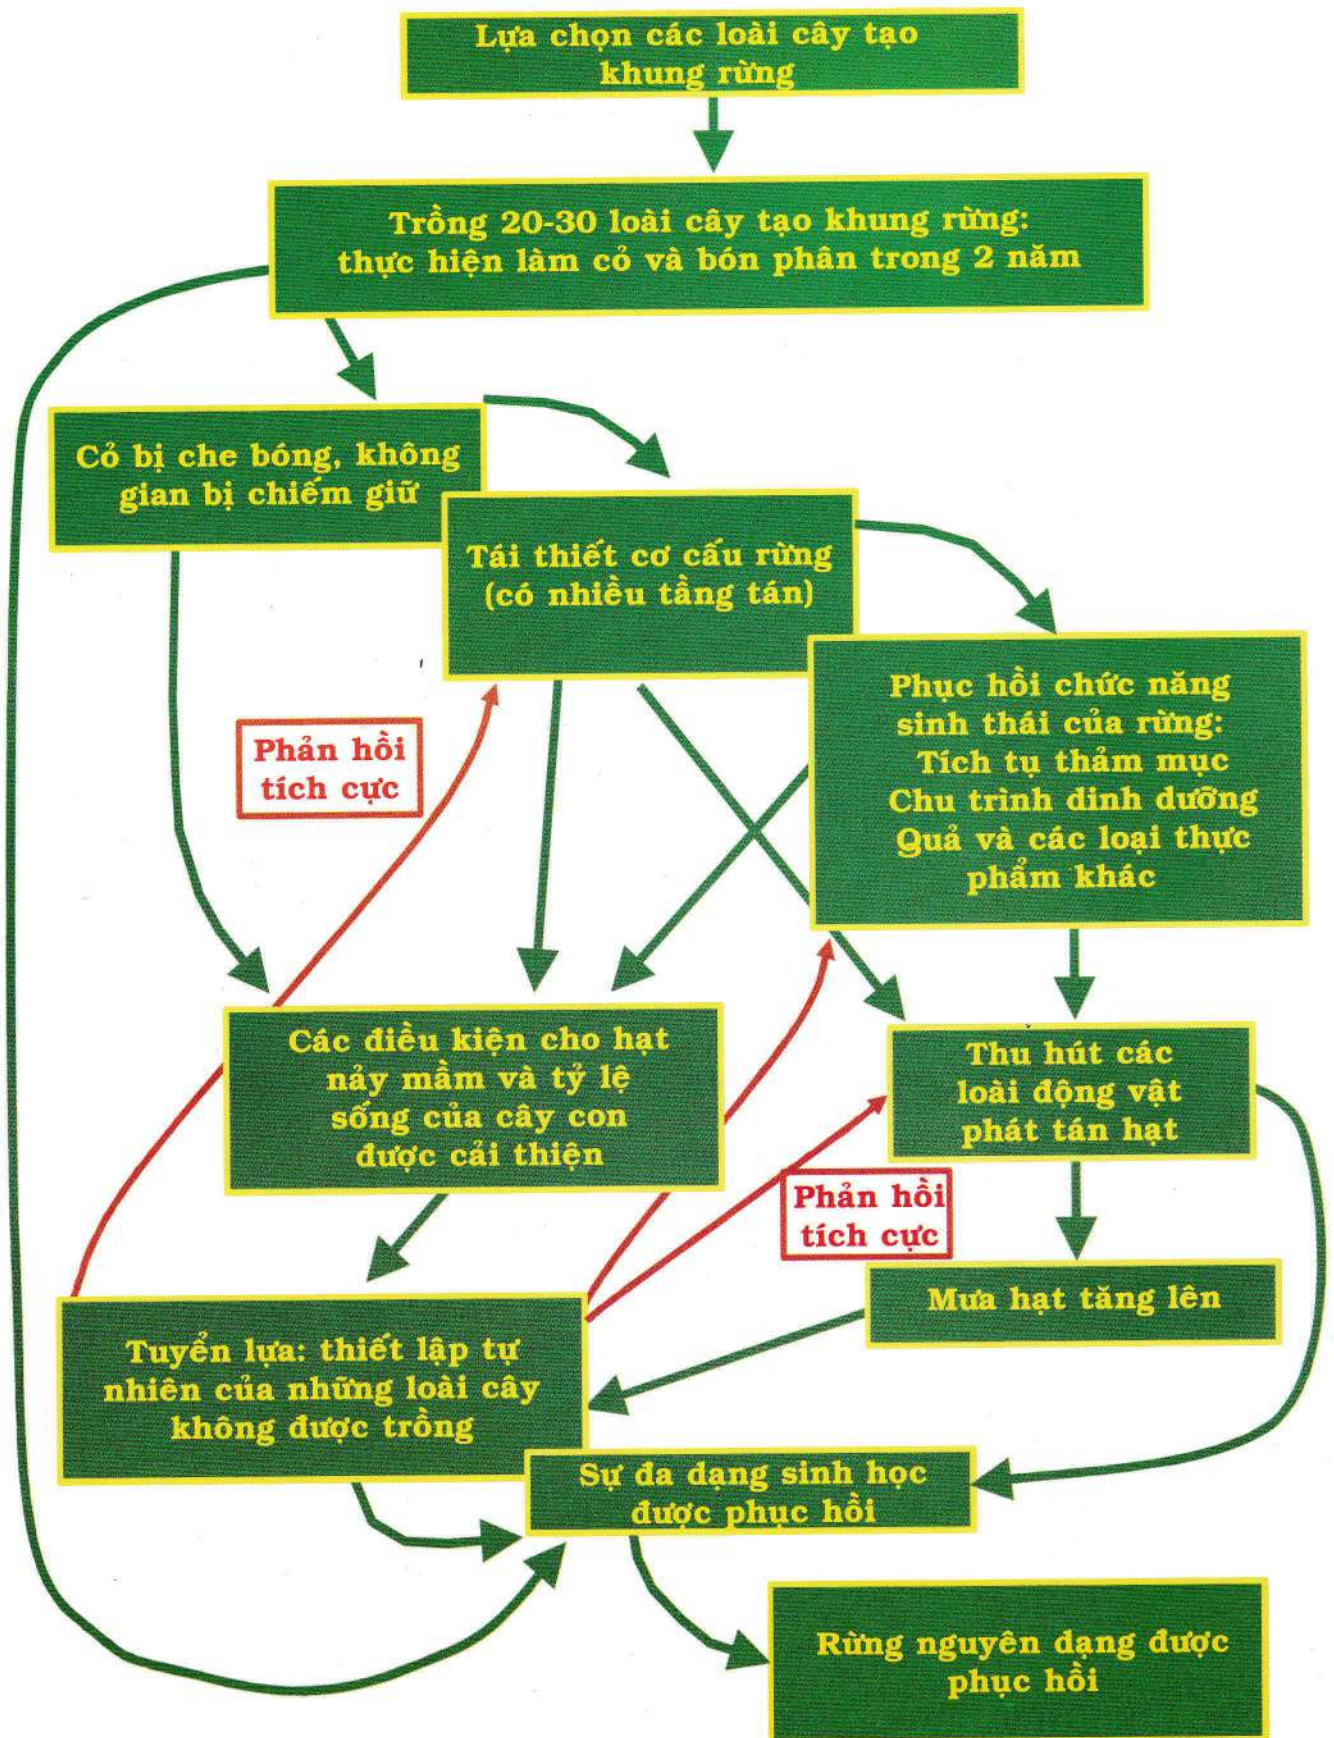 Lựa chọn các loài cây tạo
khung rừng
Trồng 20-30 loài cây tạo khung rừng:
thực hiện làm cỏ và bón phân trong 2 năm
Cỏ bị che bóng, không
gian bị chiếm giữ
Tái thiết cơ cấu rừng
(có nhiều tầng tán)
Phục hồi chức năng
sinh thái của rừng:
Tích tụ thảm mục
Chu trình dinh dưỡng
Quả và các loại thực
phẩm khác
Phản hồi
tích cực
Các điều kiện cho hạt
nảy mầm và tỷ lệ
sống của cây con
được cải thiện
Thu hút các
loài động vật
phát tán hạt
Phản hồi
tích cực
Mưa hạt tăng lên
Tuyển lựa: thiết lập tự
nhiên của những loài cây
không được trồng
Sự đa dạng sinh học
được phục hồi
Rừng nguyên dạng được
phục hồi